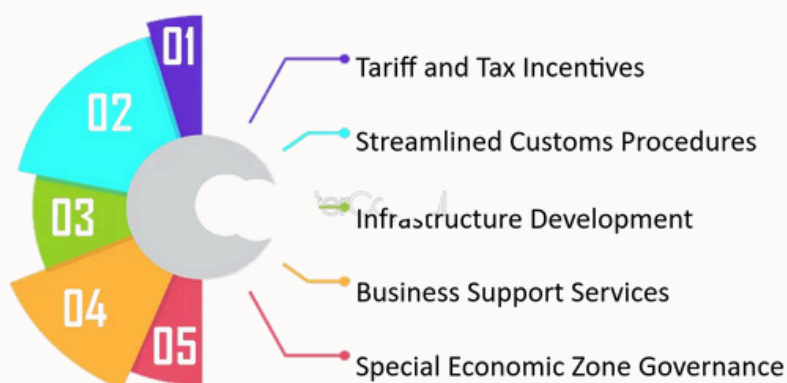 01
Tariff and Tax Incentives
02
Streamlined Customs Procedures
03
Infrastructure Development
04
Business Support Services
05
Special Economic Zone Governance